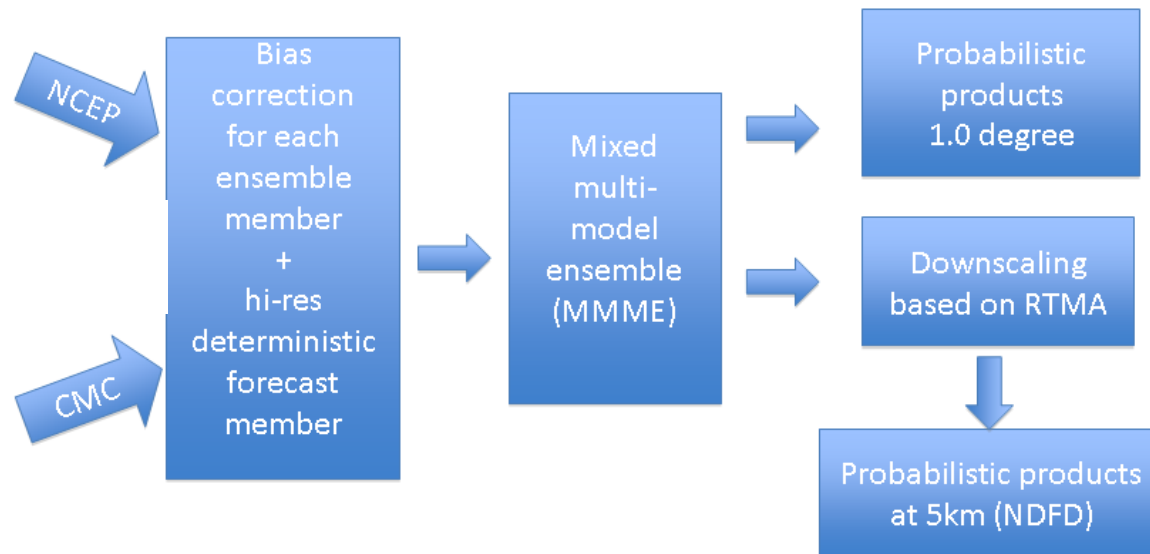 NCEP
CMC
Bias
correction
for each
ensemble
member
+
hi-res
deterministic
forecast
member
Mixed
multi-
model
ensemble
(MMME)
Probabilistic
products
1.0 degree
Downscaling
based on RTMA
Probabilistic products
at 5km (NDFD)